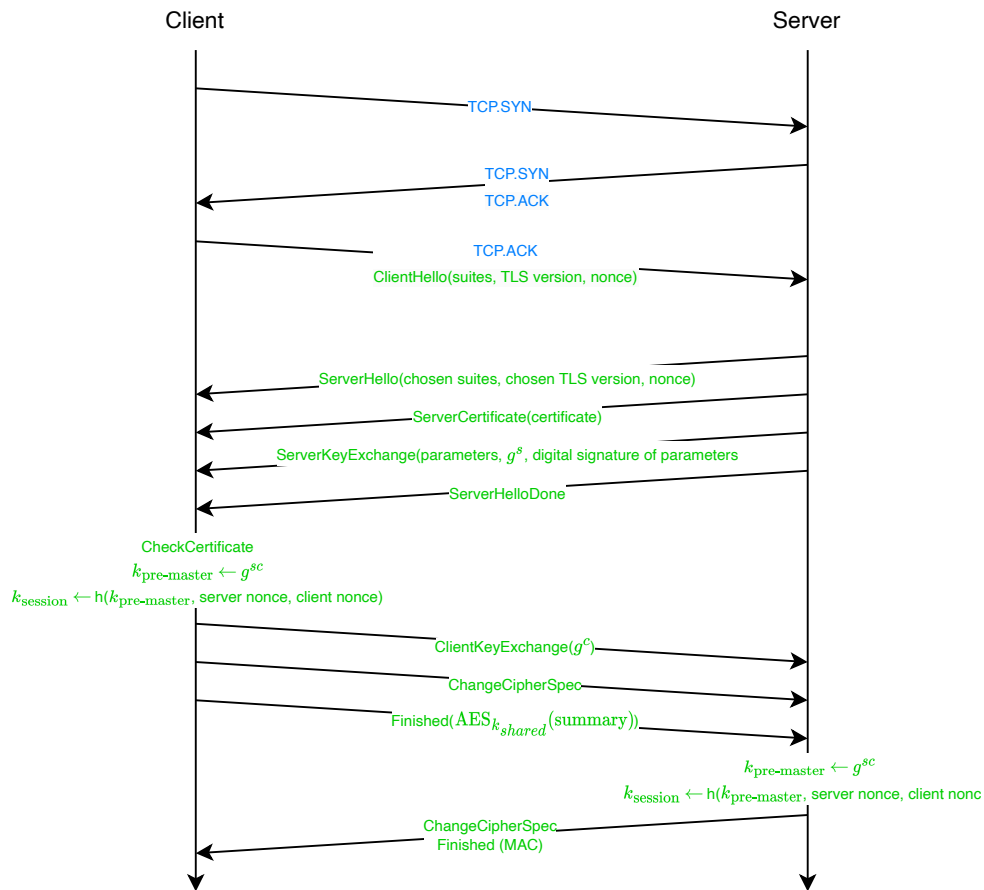 Client
Server
TCP.SYN
TCP.SYN
TCP.ACK
TCP.ACK
ClientHello(suites, TLS version, nonce)
ServerHello(chosen suites, chosen TLS version, nonce)
ServerCertificate(certificate)
ServerKeyExchange(parameters, g^s, digital signature of parameters
ServerHelloDone
CheckCertificate
k_pre-master ← g^sc
k_session ← h(k_pre-master, server nonce, client nonce)
ClientKeyExchange(g^c)
ChangeCipherSpec
Finished(AES_k_shared(summary))
k_pre-master ← g^sc
k_session ← h(k_pre-master, server nonce, client nonc
ChangeCipherSpec
Finished (MAC)